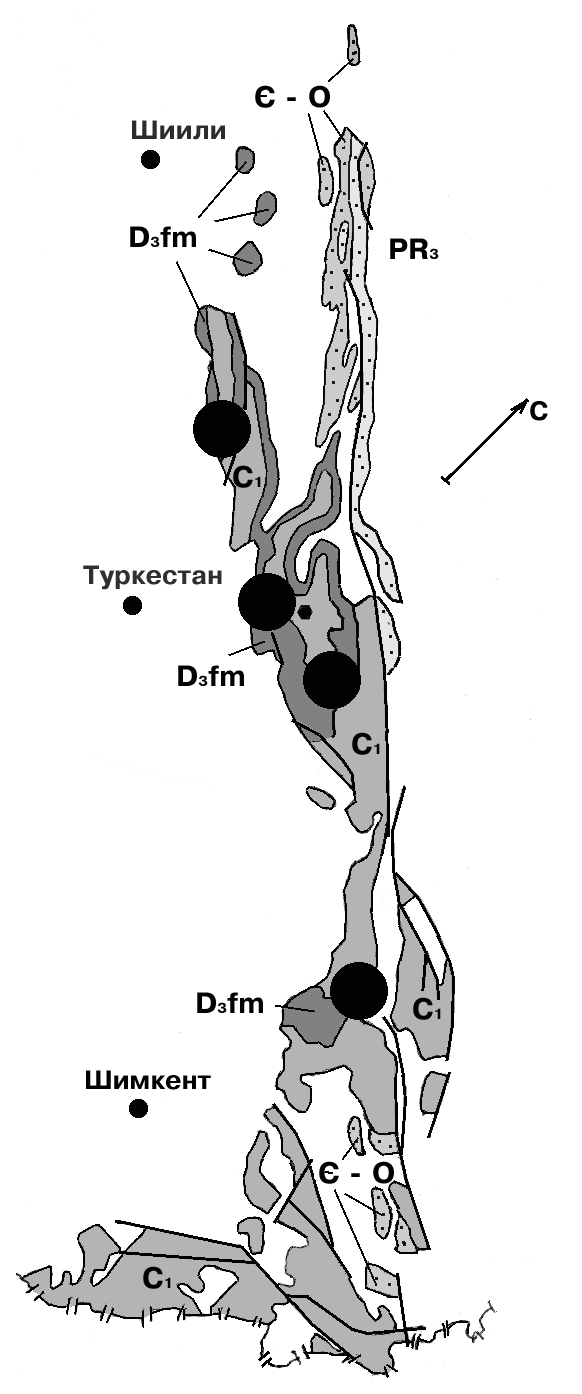 Є - O
Шиили
D₃fm
PR₃
C
C₁
Туркестан
D₃fm
C₁
D₃fm
C₁
Шимкент
Є - O
C₁